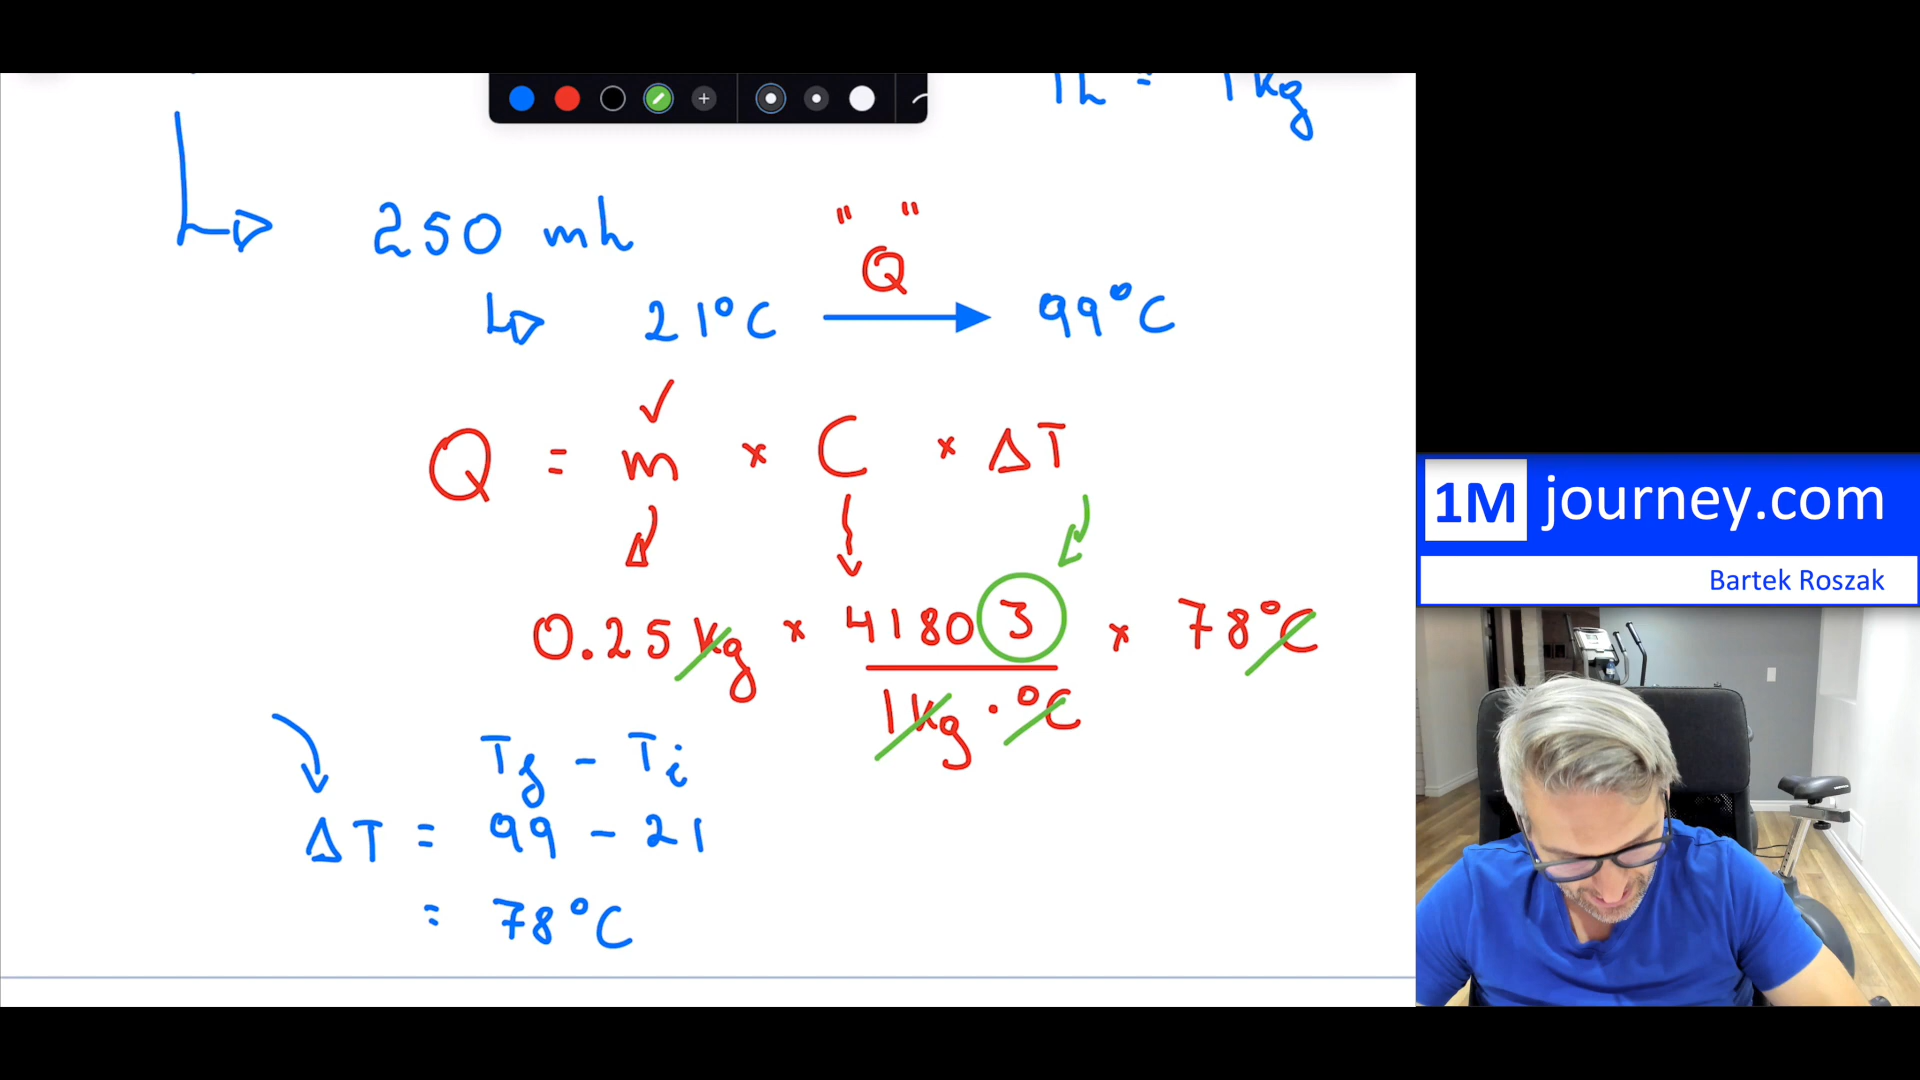 1L = 1kg
250 mL
" "
Q
21°C 99°C
Q = m × C × ΔT
0.25 kg × 4180 J × 78°C
1kg · °C
Tf - Ti
ΔT = 99 - 21
= 78°C
1M journey.com
Bartek Roszak